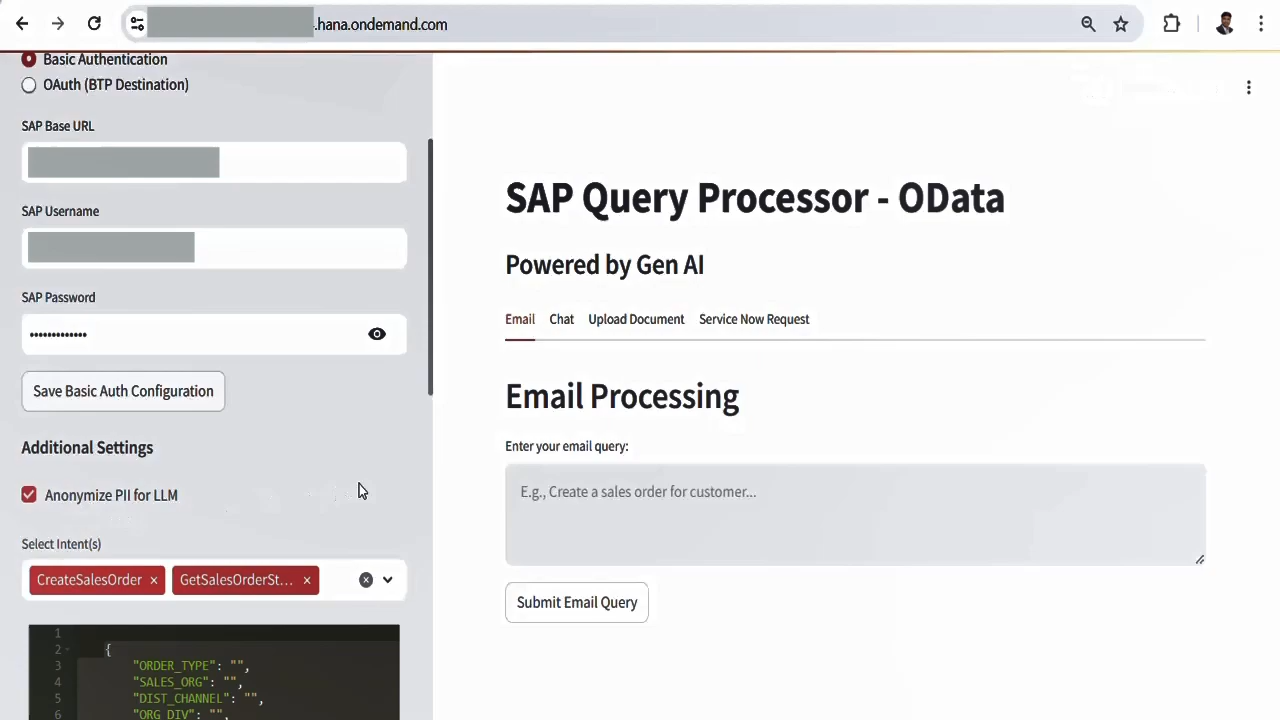 .hana.ondemand.com
Basic Authentication
OAuth (BTP Destination)
SAP Base URL
SAP Username
SAP Password
•••••••••••••
Save Basic Auth Configuration
Additional Settings
Anonymize PII for LLM
Select Intent(s)
CreateSalesOrder × GetSalesOrderSt... ×
1
2 {
3 "ORDER_TYPE": "",
4 "SALES_ORG": "",
5 "DIST_CHANNEL": "",
6 "ORG_DIV": "",
SAP Query Processor - OData
Powered by Gen AI
Email Chat Upload Document Service Now Request
Email Processing
Enter your email query:
E.g., Create a sales order for customer...
Submit Email Query